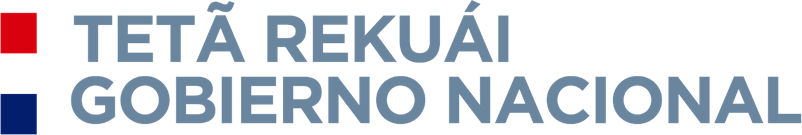 TETÃ REKUÁI
GOBIERNO NACIONAL